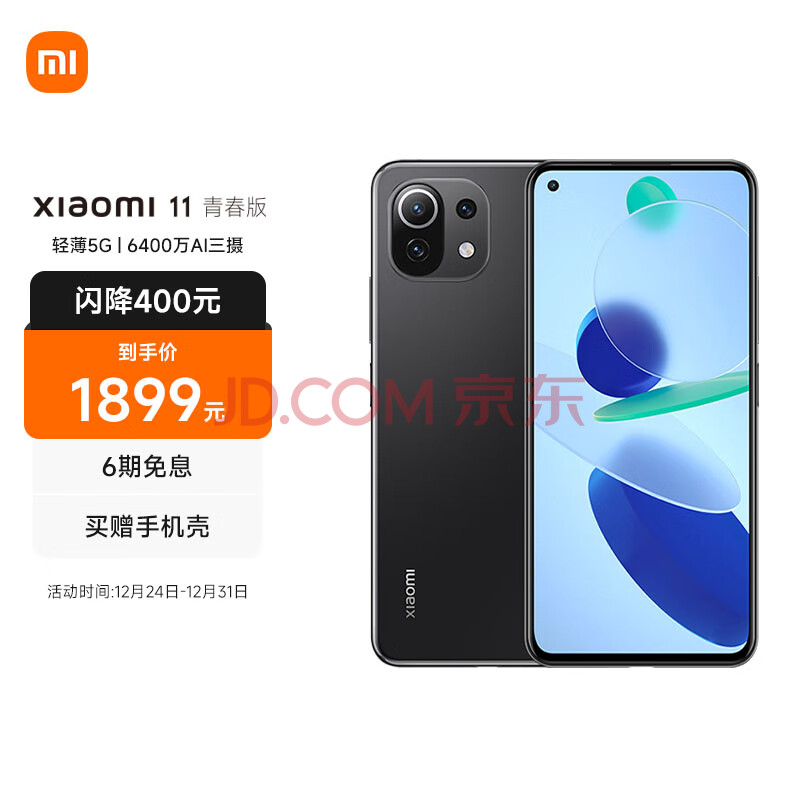 mi
xiaomi 11 青春版
轻薄5G | 6400万AI三摄
闪降400元
到手价
1899元
JD.COM 京东
6期免息
买赠手机壳
xiaomi
活动时间:12月24日-12月31日